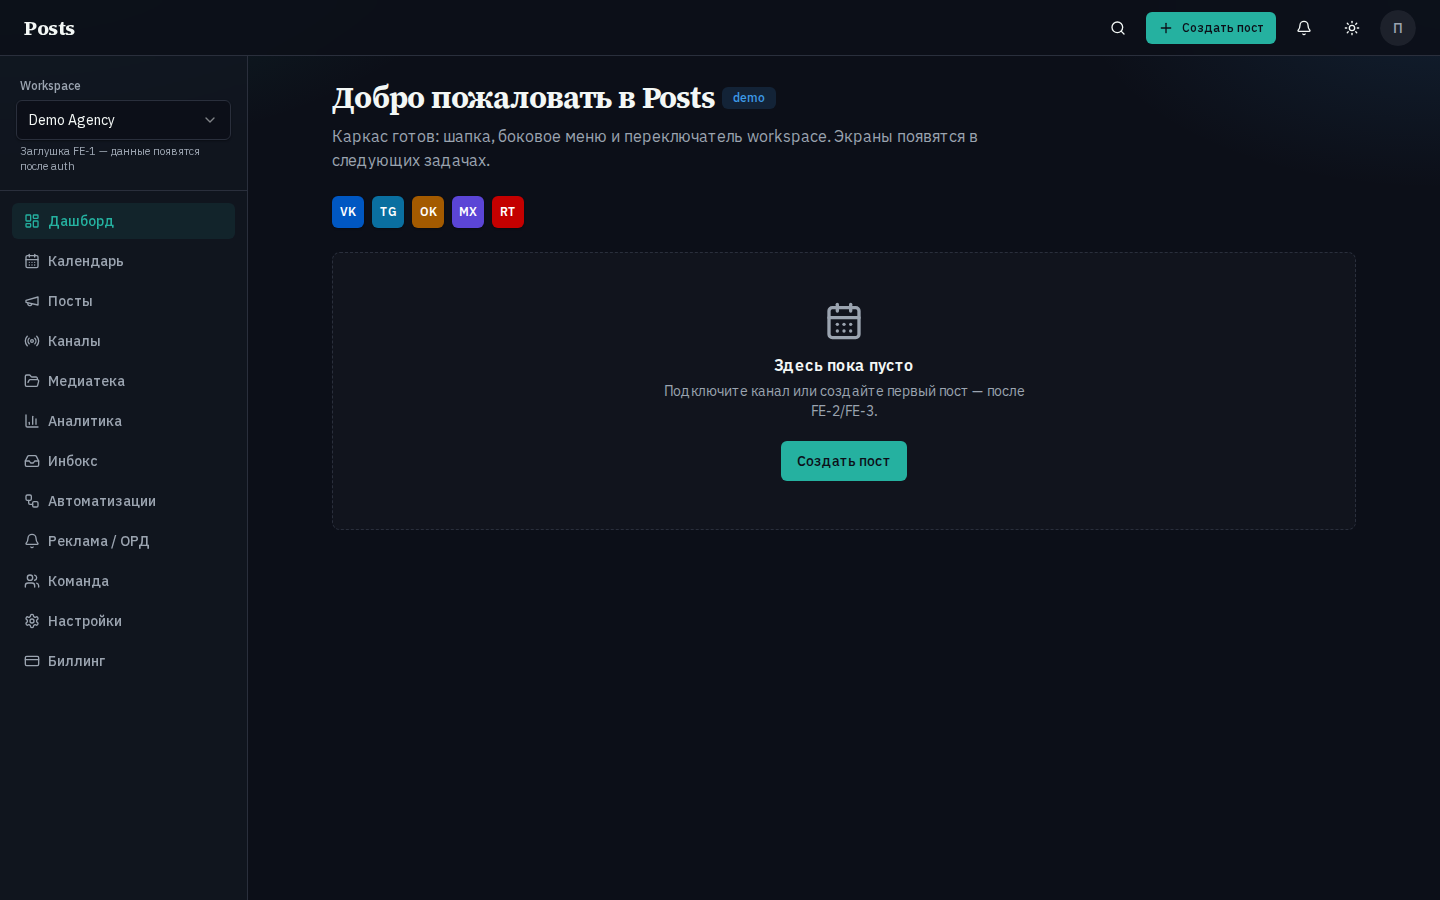 Posts
Создать пост
П
Workspace
Demo Agency
Заглушка FE-1 — данные появятся
после auth
Дашборд
Календарь
Посты
Каналы
Медиатека
Аналитика
Инбокс
Автоматизации
Реклама / ОРД
Команда
Настройки
Биллинг
Добро пожаловать в Posts demo
Каркас готов: шапка, боковое меню и переключатель workspace. Экраны появятся в
следующих задачах.
VK TG OK MX RT
Здесь пока пусто
Подключите канал или создайте первый пост — после
FE-2/FE-3.
Создать пост